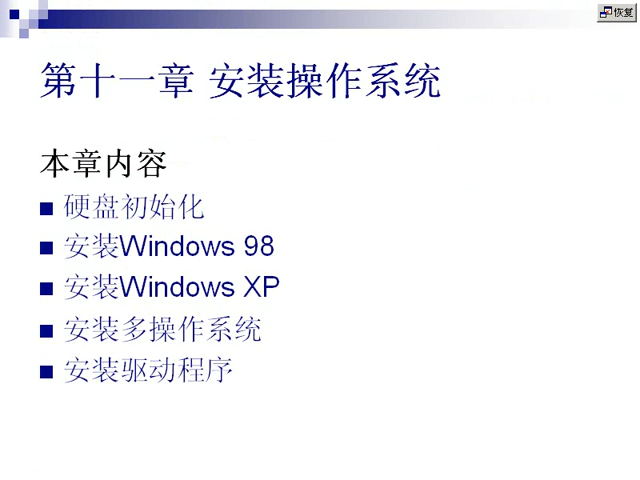 恢复
第十一章 安装操作系统
本章内容
硬盘初始化
安装Windows 98
安装Windows XP
安装多操作系统
安装驱动程序